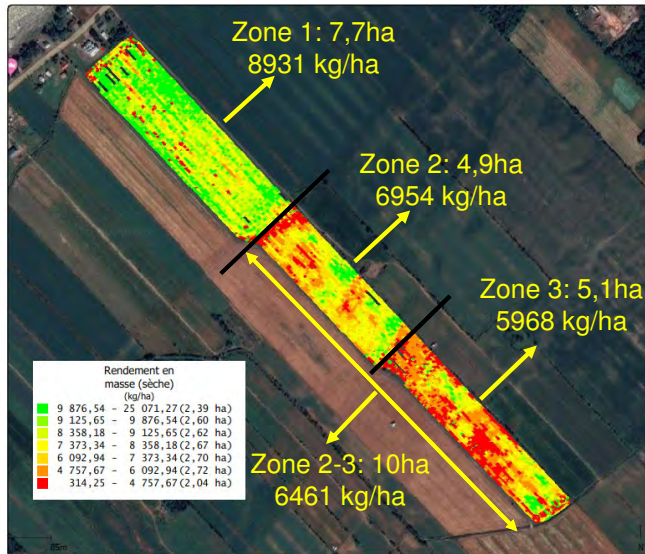 Zone 1: 7,7ha
8931 kg/ha
Zone 2: 4,9ha
6954 kg/ha
Zone 3: 5,1ha
5968 kg/ha
Zone 2-3: 10ha
6461 kg/ha
Rendement en
masse (sèche)
(kg/ha)
9 876,54 - 25 071,27 (2,39 ha)
9 125,65 - 9 876,54 (2,60 ha)
8 358,18 - 9 125,65 (2,62 ha)
7 373,34 - 8 358,18 (2,67 ha)
6 092,94 - 7 373,34 (2,70 ha)
4 757,67 - 6 092,94 (2,72 ha)
314,25 - 4 757,67 (2,04 ha)